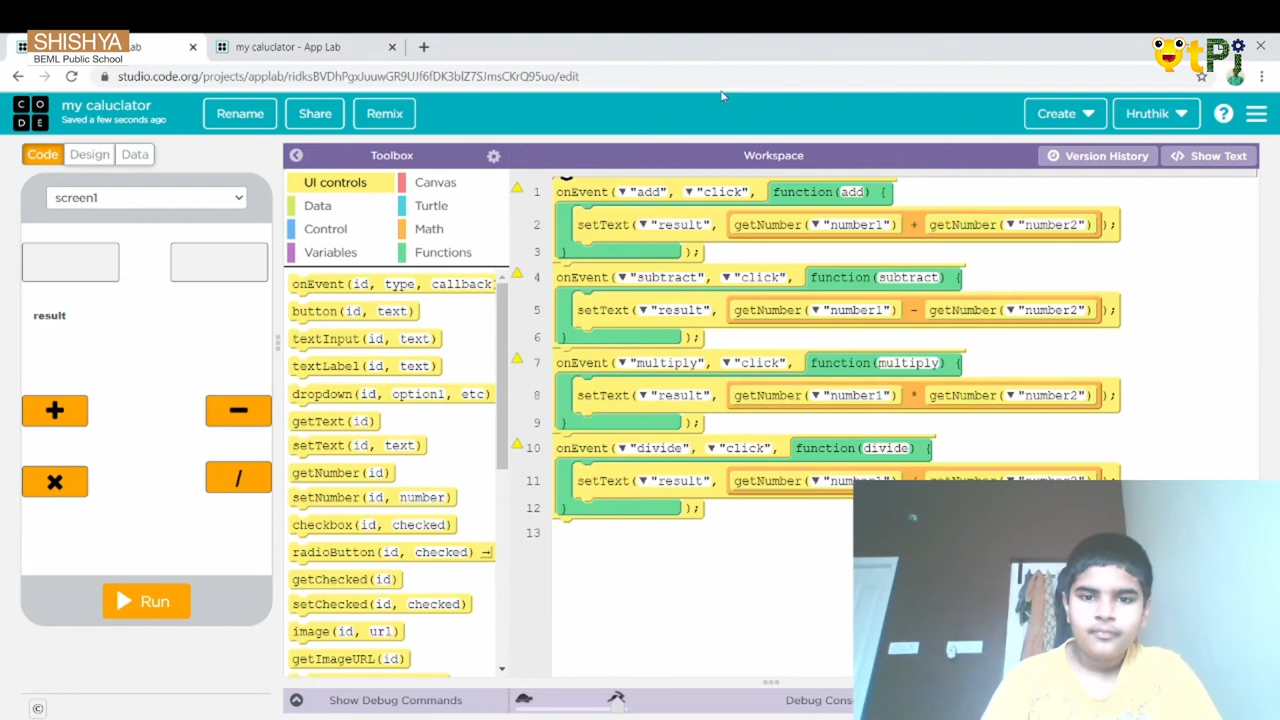 SHISHYA
BEML Public School
Lab
my caluclator - App Lab
OtPi
studio.code.org/projects/applab/ridksBVDhPgxJuuwGR9UJf6fDK3blZ7SJnsCKrQ95uo/edit
CODE
my caluclator
Saved a few seconds ago
Rename
Share
Remix
Create
Hruthik
?
Code
Design
Data
Toolbox
Workspace
Version History
</> Show Text
screen1
result
+
-
×
/
Run
UI controls
Canvas
Data
Turtle
Control
Math
Variables
Functions
onEvent(id, type, callback)
button(id, text)
textInput(id, text)
textLabel(id, text)
dropdown(id, option1, etc)
getText(id)
setText(id, text)
getNumber(id)
setNumber(id, number)
checkbox(id, checked)
radioButton(id, checked)
getChecked(id)
setChecked(id, checked)
image(id, url)
getImageURL(id)
1 onEvent("add", "click", function(add) {
2 setText("result", getNumber("number1") + getNumber("number2"));
3 });
4 onEvent("subtract", "click", function(subtract) {
5 setText("result", getNumber("number1") - getNumber("number2"));
6 });
7 onEvent("multiply", "click", function(multiply) {
8 setText("result", getNumber("number1") * getNumber("number2"));
9 });
10 onEvent("divide", "click", function(divide) {
11 setText("result", getNumber("number1")
12 });
13
Show Debug Commands
Debug
©